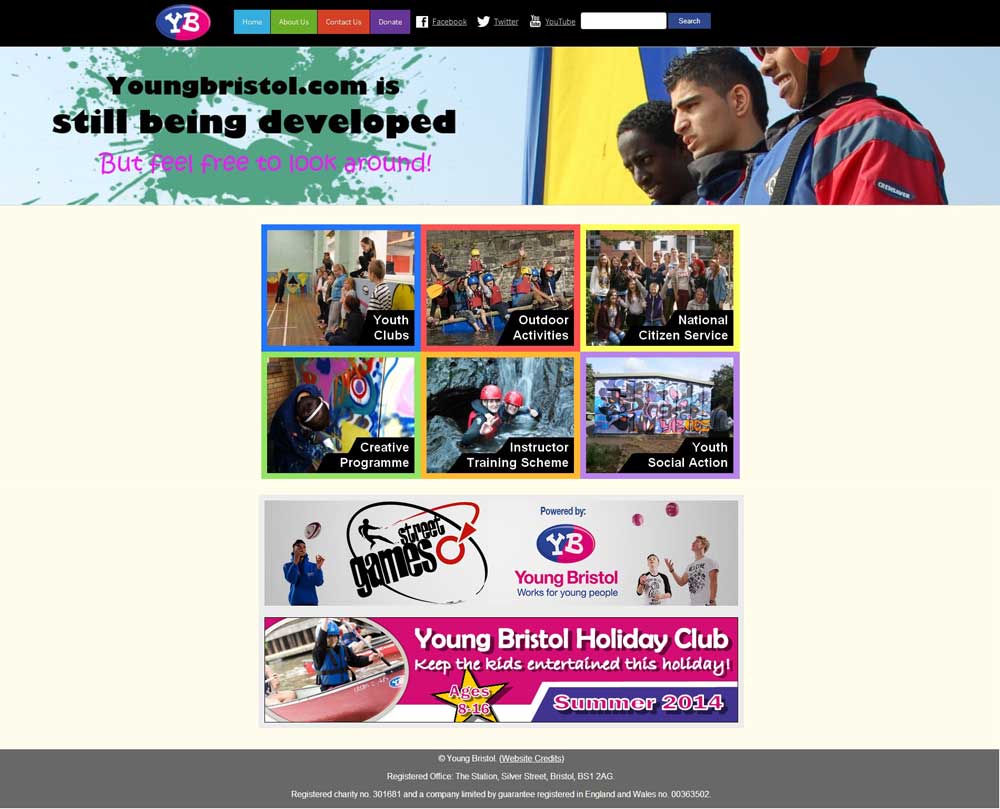 YB
Home
About Us
Contact Us
Donate
Facebook
Twitter
You Tube
YouTube
Search
Youngbristol.com is
still being developed
But feel free to look around!
CREWSAVER
Youth
Clubs
Outdoor
Activities
National
Citizen Service
Creative
Programme
Instructor
Training Scheme
Youth
Social Action
street
games
Powered by:
YB
Young Bristol
Works for young people
Young Bristol Holiday Club
Keep the kids entertained this holiday!
Ages
8-16
Summer 2014
© Young Bristol. (Website Credits)
Registered Office: The Station, Silver Street, Bristol, BS1 2AG.
Registered charity no. 301681 and a company limited by guarantee registered in England and Wales no. 00363502.